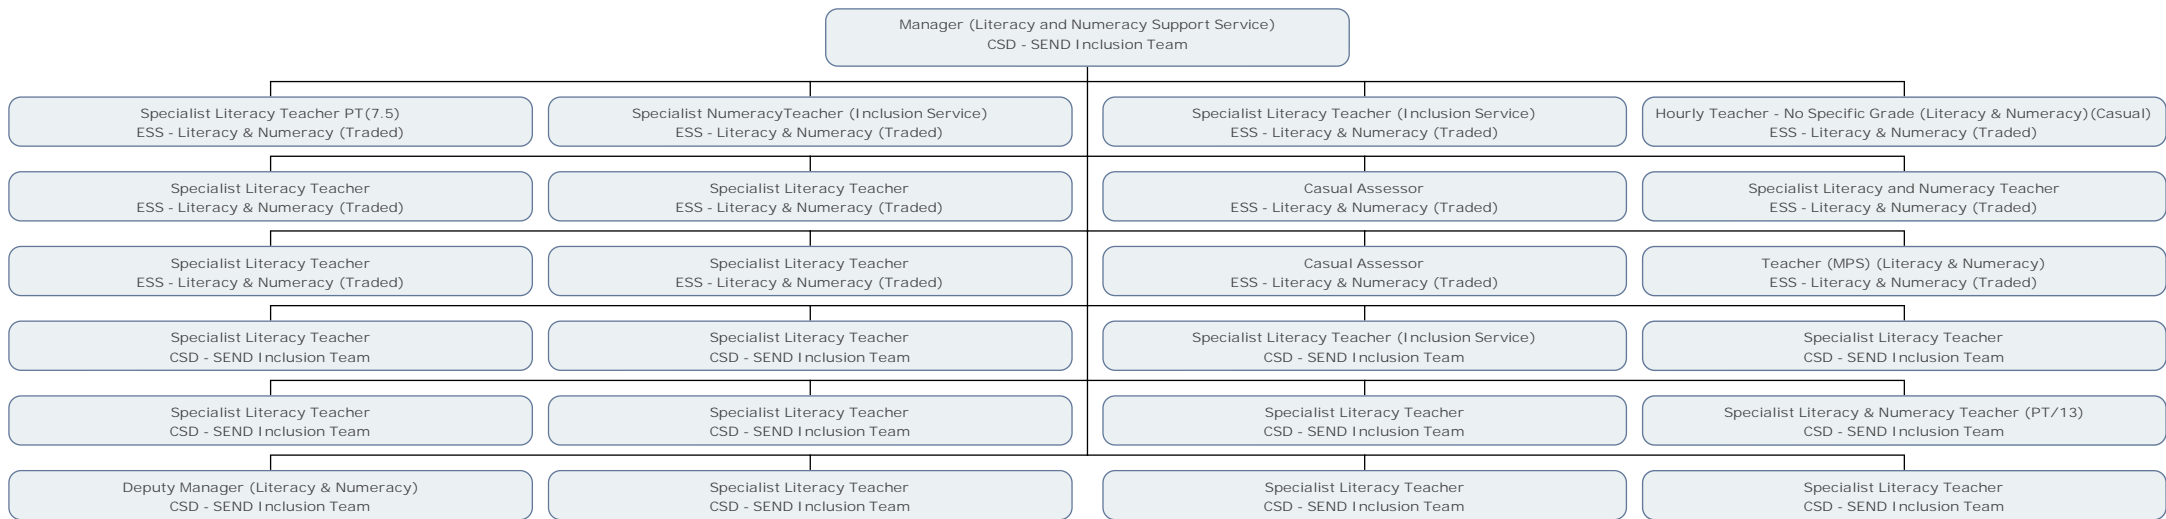 Manager (Literacy and Numeracy Support Service)
CSD - SEND Inclusion Team
Specialist Literacy Teacher PT(7.5)
ESS - Literacy & Numeracy (Traded)
Specialist NumeracyTeacher (Inclusion Service)
ESS - Literacy & Numeracy (Traded)
Specialist Literacy Teacher (Inclusion Service)
ESS - Literacy & Numeracy (Traded)
Hourly Teacher - No Specific Grade (Literacy & Numeracy)(Casual)
ESS - Literacy & Numeracy (Traded)
Specialist Literacy Teacher
ESS - Literacy & Numeracy (Traded)
Specialist Literacy Teacher
ESS - Literacy & Numeracy (Traded)
Casual Assessor
ESS - Literacy & Numeracy (Traded)
Specialist Literacy and Numeracy Teacher
ESS - Literacy & Numeracy (Traded)
Specialist Literacy Teacher
ESS - Literacy & Numeracy (Traded)
Specialist Literacy Teacher
ESS - Literacy & Numeracy (Traded)
Casual Assessor
ESS - Literacy & Numeracy (Traded)
Teacher (MPS) (Literacy & Numeracy)
ESS - Literacy & Numeracy (Traded)
Specialist Literacy Teacher
CSD - SEND Inclusion Team
Specialist Literacy Teacher
CSD - SEND Inclusion Team
Specialist Literacy Teacher (Inclusion Service)
CSD - SEND Inclusion Team
Specialist Literacy Teacher
CSD - SEND Inclusion Team
Specialist Literacy Teacher
CSD - SEND Inclusion Team
Specialist Literacy Teacher
CSD - SEND Inclusion Team
Specialist Literacy Teacher
CSD - SEND Inclusion Team
Specialist Literacy & Numeracy Teacher (PT/13)
CSD - SEND Inclusion Team
Deputy Manager (Literacy & Numeracy)
CSD - SEND Inclusion Team
Specialist Literacy Teacher
CSD - SEND Inclusion Team
Specialist Literacy Teacher
CSD - SEND Inclusion Team
Specialist Literacy Teacher
CSD - SEND Inclusion Team